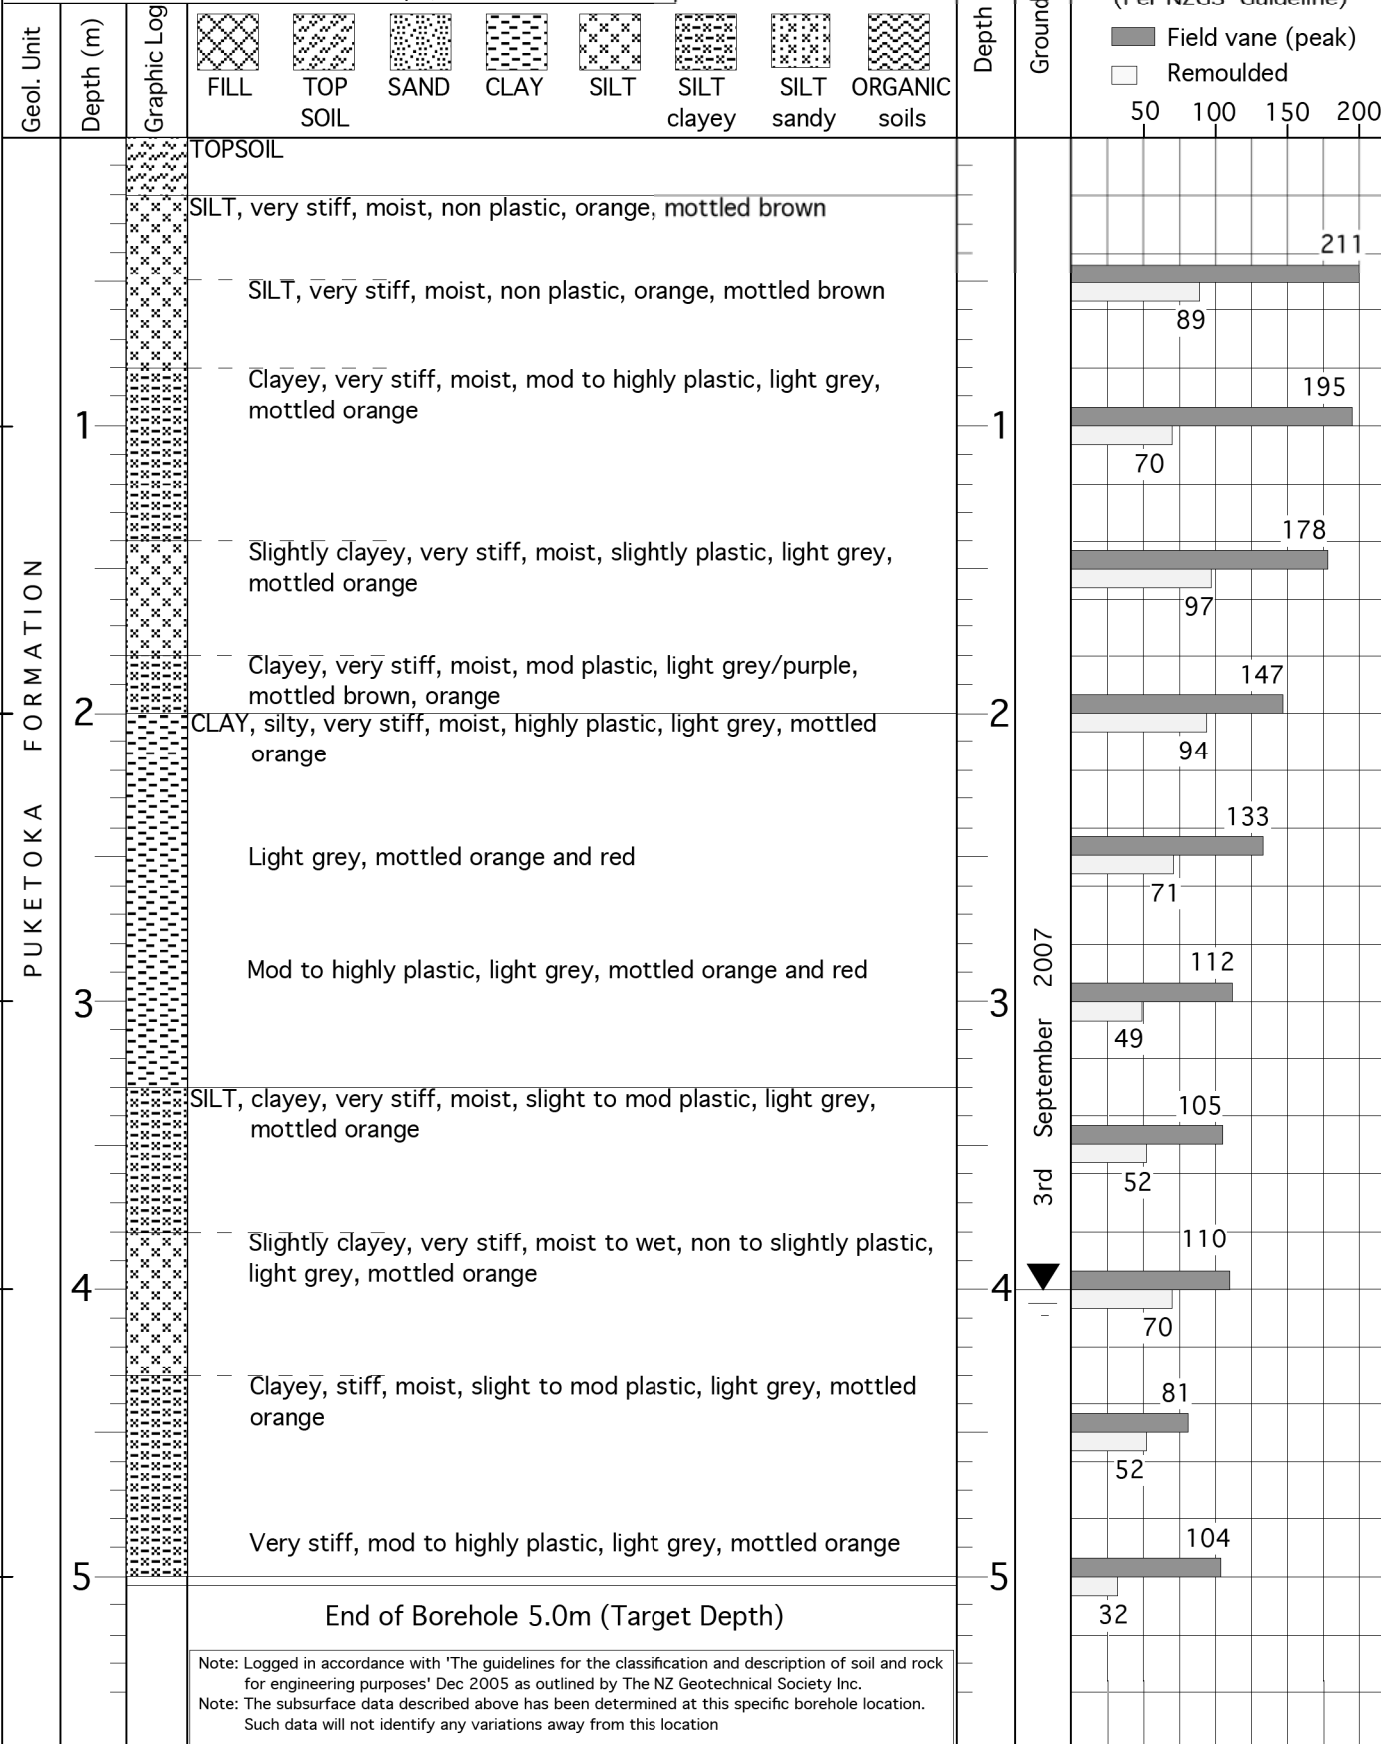 Geol. Unit
Depth (m)
Graphic Log
FILL
TOP
SOIL
SAND
CLAY
SILT
SILT
clayey
SILT
sandy
ORGANIC
soils
Depth
Ground
Field vane (peak)
Remoulded
50 100 150 200
PUKETOKA FORMATION
TOPSOIL
SILT, very stiff, moist, non plastic, orange, mottled brown
211
SILT, very stiff, moist, non plastic, orange, mottled brown
89
Clayey, very stiff, moist, mod to highly plastic, light grey,
mottled orange
195
1
1
70
Slightly clayey, very stiff, moist, slightly plastic, light grey,
mottled orange
178
97
Clayey, very stiff, moist, mod plastic, light grey/purple,
mottled brown, orange
147
2
2
CLAY, silty, very stiff, moist, highly plastic, light grey, mottled
orange
94
133
Light grey, mottled orange and red
71
Mod to highly plastic, light grey, mottled orange and red
112
3
3
49
3rd September 2007
SILT, clayey, very stiff, moist, slight to mod plastic, light grey,
mottled orange
105
52
Slightly clayey, very stiff, moist to wet, non to slightly plastic,
light grey, mottled orange
110
4
4
70
Clayey, stiff, moist, slight to mod plastic, light grey, mottled
orange
81
52
Very stiff, mod to highly plastic, light grey, mottled orange
104
5
5
32
End of Borehole 5.0m (Target Depth)
Note: Logged in accordance with 'The guidelines for the classification and description of soil and rock
for engineering purposes' Dec 2005 as outlined by The NZ Geotechnical Society Inc.
Note: The subsurface data described above has been determined at this specific borehole location.
Such data will not identify any variations away from this location